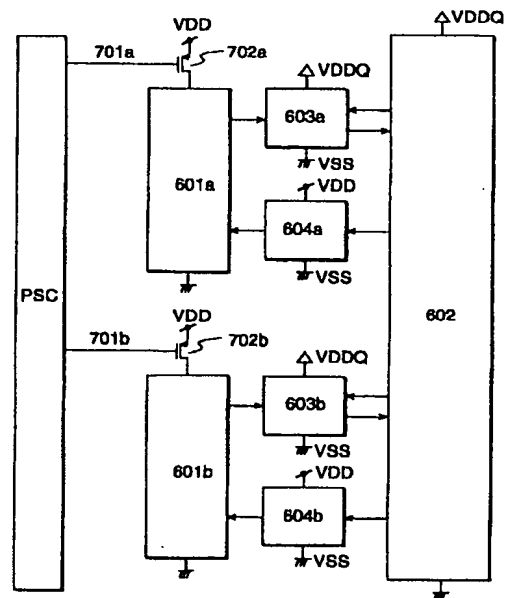 VDDQ
VDD
701a
702a
VDDQ
603a
VSS
VDD
601a
604a
VSS
PSC
602
VDD
701b
702b
VDDQ
603b
VSS
VDD
601b
604b
VSS